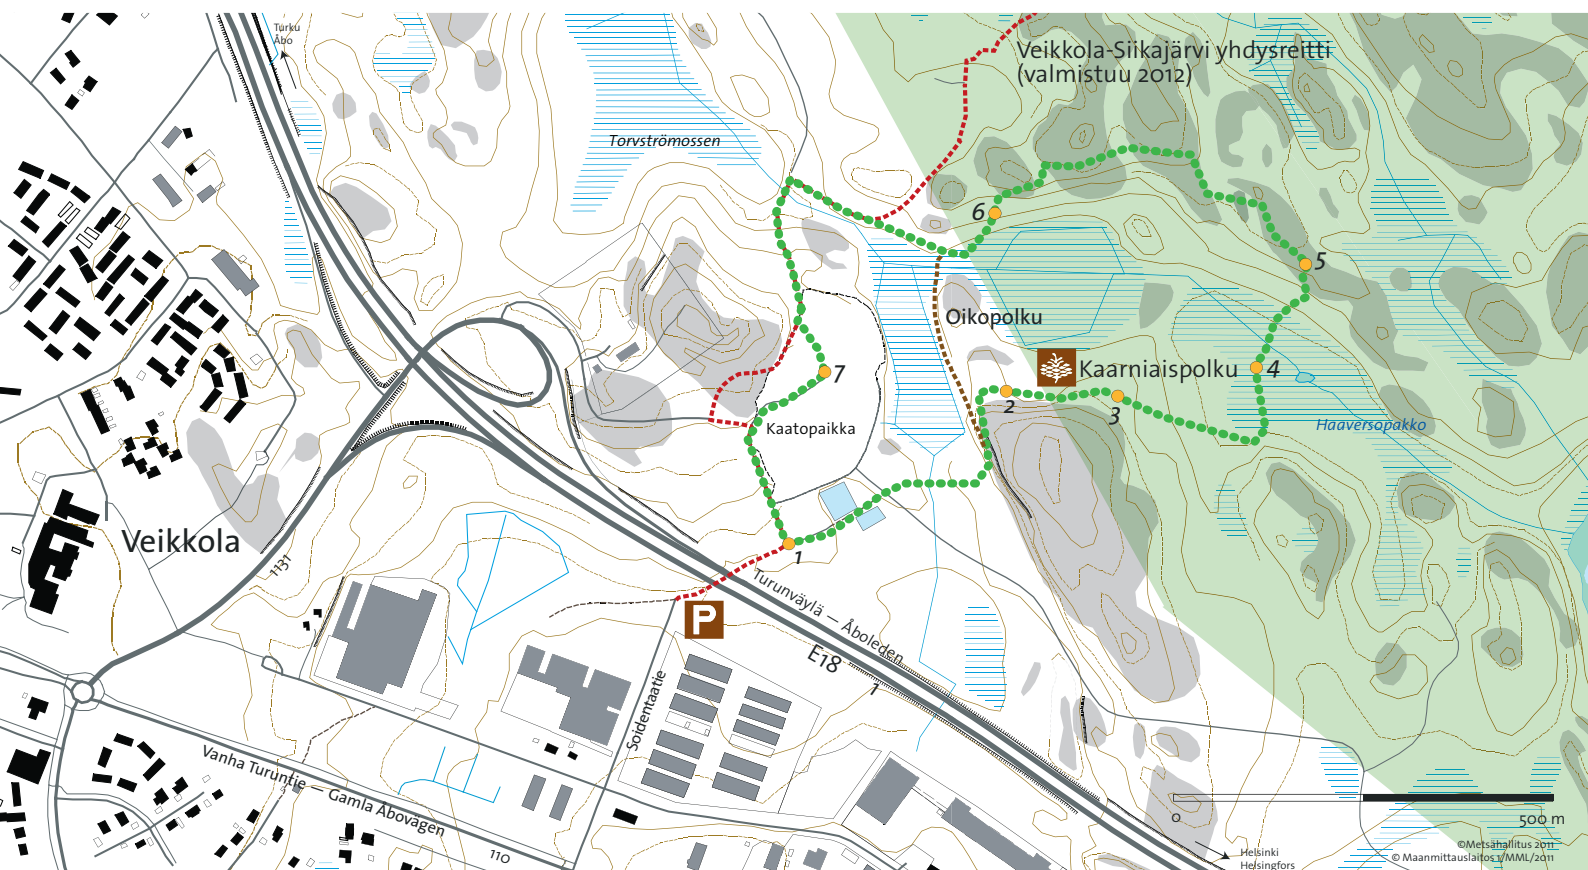 Turku
Åbo
Veikkola-Siikajärvi yhdysreitti
(valmistuu 2012)
Torvströmossen
6
5
Oikopolku
Kaarniaispolku
4
7
2
3
Kaatopaikka
Haaversopakko
Veikkola
1131
1
Turunväylä — Åboleden
P
E18
1
Soidentaatie
Vanha Turuntie — Gamla Åbovägen
110
0
500 m
©Metsähallitus 2011
© Maanmittauslaitos 1/MML/2011
Helsinki
Helsingfors